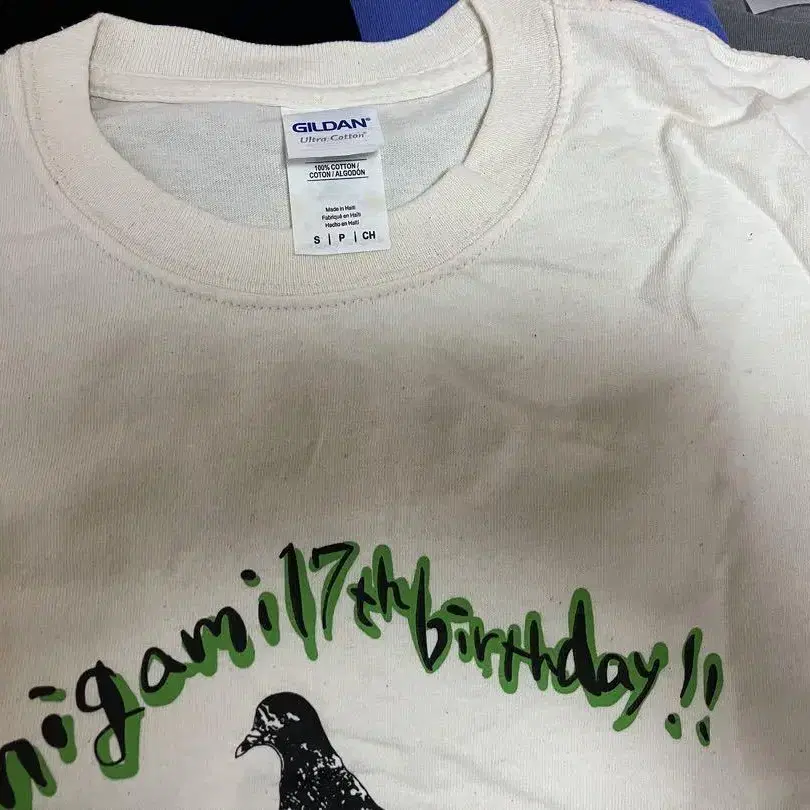 GILDAN®
Ultra Cotton®
100% COTTON /
COTON / ALGODÓN
Made in Haiti
Fabriqué en Haïti
Hecho en Haití
S | P | CH
17th birthday!!